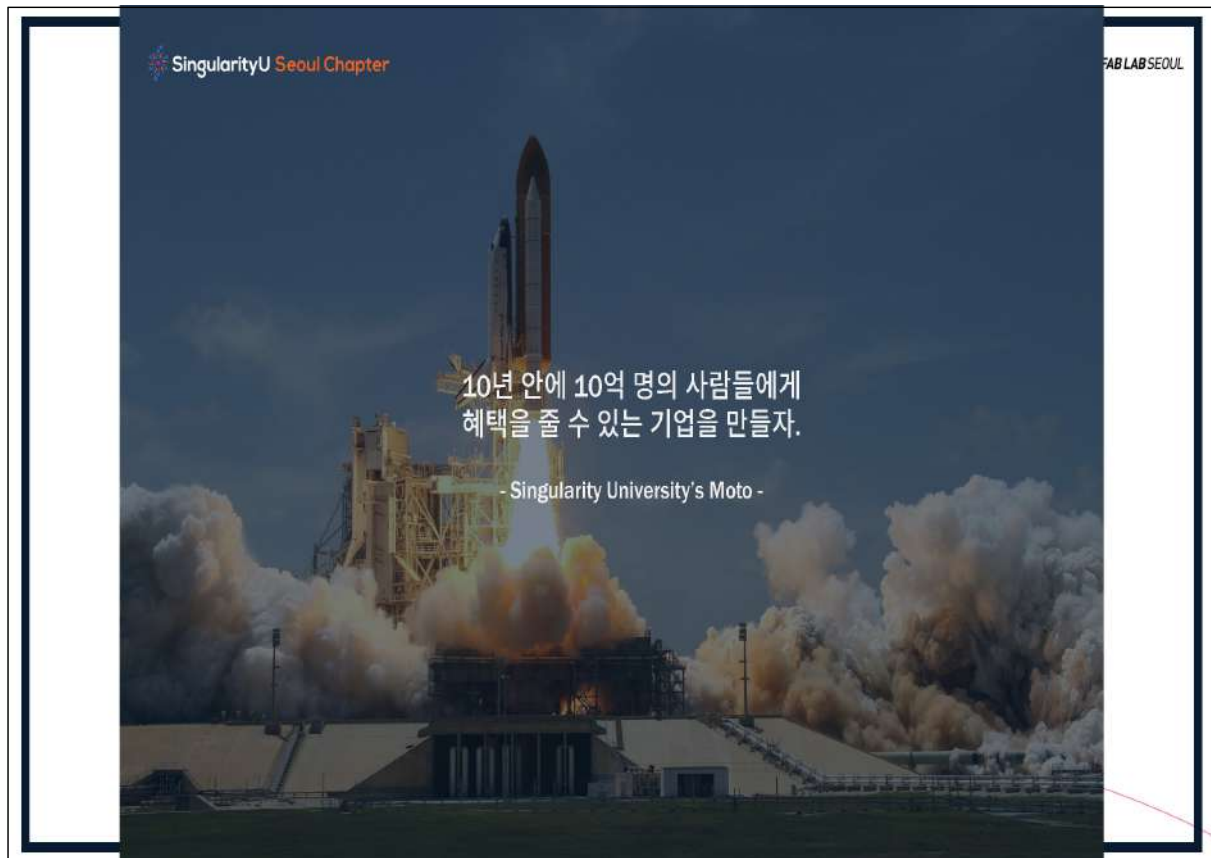 SingularityU Seoul Chapter
FAB LAB SEOUL
10년 안에 10억 명의 사람들에게
혜택을 줄 수 있는 기업을 만들자.
- Singularity University's Moto -